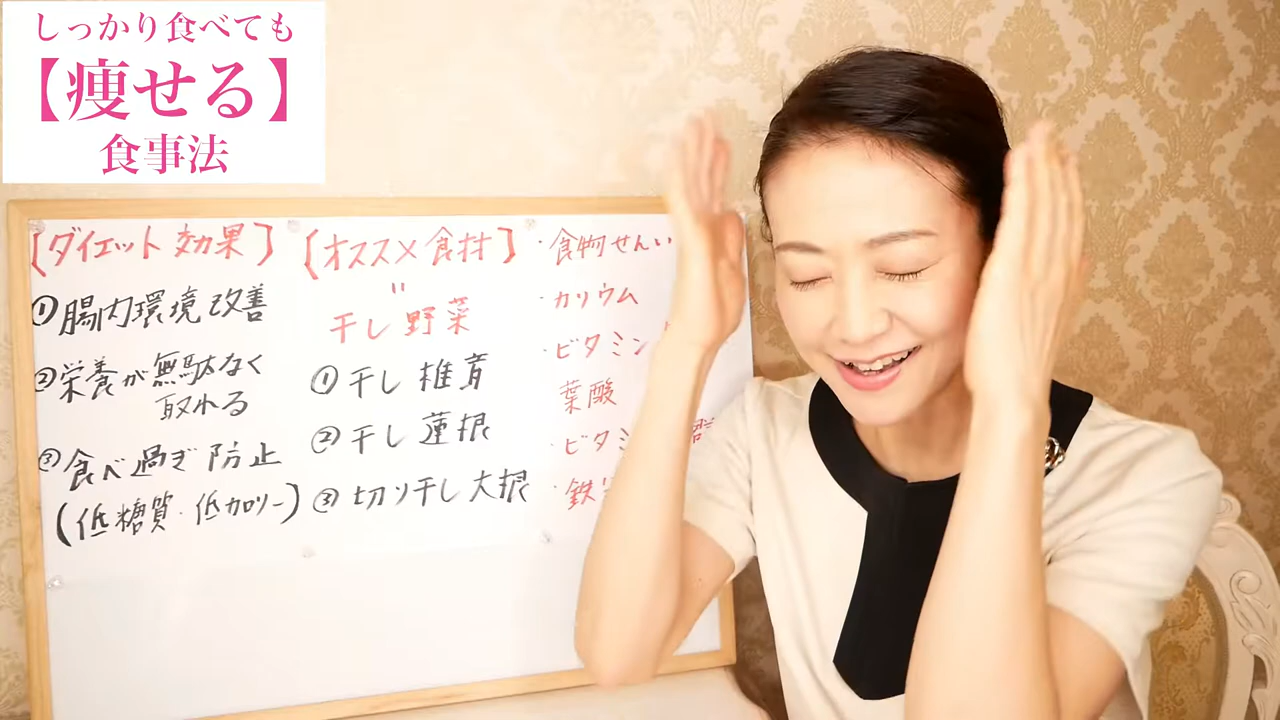 しっかり食べても
【痩せる】
食事法
[ダイエット効果]
①腸内環境改善
②栄養が無駄なく
取れる
③食べ過ぎ防止
(低糖質・低カロリー)
[オススメ食材]
〃
干し野菜
①干し椎茸
②干し蓮根
③切り干し大根
・食物せんい
・カリウム
・ビタミン
葉酸
・ビタミ
群
・鉄